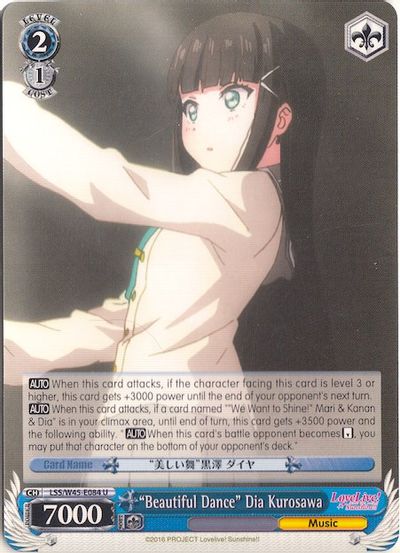 LEVEL
2
1
COST
AUTO When this card attacks, if the character facing this card is level 3 or
higher, this card gets +3000 power until the end of your opponent's next turn.
AUTO When this card attacks, if a card named ""We Want to Shine!" Mari & Kanan
& Dia" is in your climax area, until end of turn, this card gets +3500 power and
the following ability. "AUTO When this card's battle opponent becomes , you
may put that character on the bottom of your opponent's deck."
Card Name
"美しい舞"黒澤 ダイヤ
CH LSS/W45-E084 U
"Beautiful Dance" Dia Kurosawa
LoveLive!
Sunshine!!
POWER
7000
Music
©2016 PROJECT Lovelive! Sunshine!!